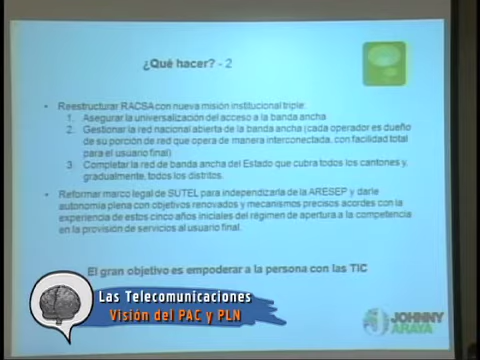 ¿Qué hacer? - 2
• Reestructurar RACSA con nueva misión institucional triple:
1. Asegurar la universalización del acceso a la banda ancha
2. Gestionar la red nacional abierta de la banda ancha (cada operador es dueño
de su porción de red que opera de manera interconectada, con facilidad total
para el usuario final)
3. Completar la red de banda ancha del Estado que cubra todos los cantones y,
gradualmente, todos los distritos.
• Reformar marco legal de SUTEL para independizarla de la ARESEP y darle
autonomía plena con objetivos renovados y mecanismos precisos acordes con la
experiencia de estos cinco años iniciales del régimen de apertura a la competencia
en la provisión de servicios al usuario final.
El gran objetivo es empoderar a la persona con las TIC
Las Telecomunicaciones
Visión del PAC y PLN
JOHNNY
ARAYA